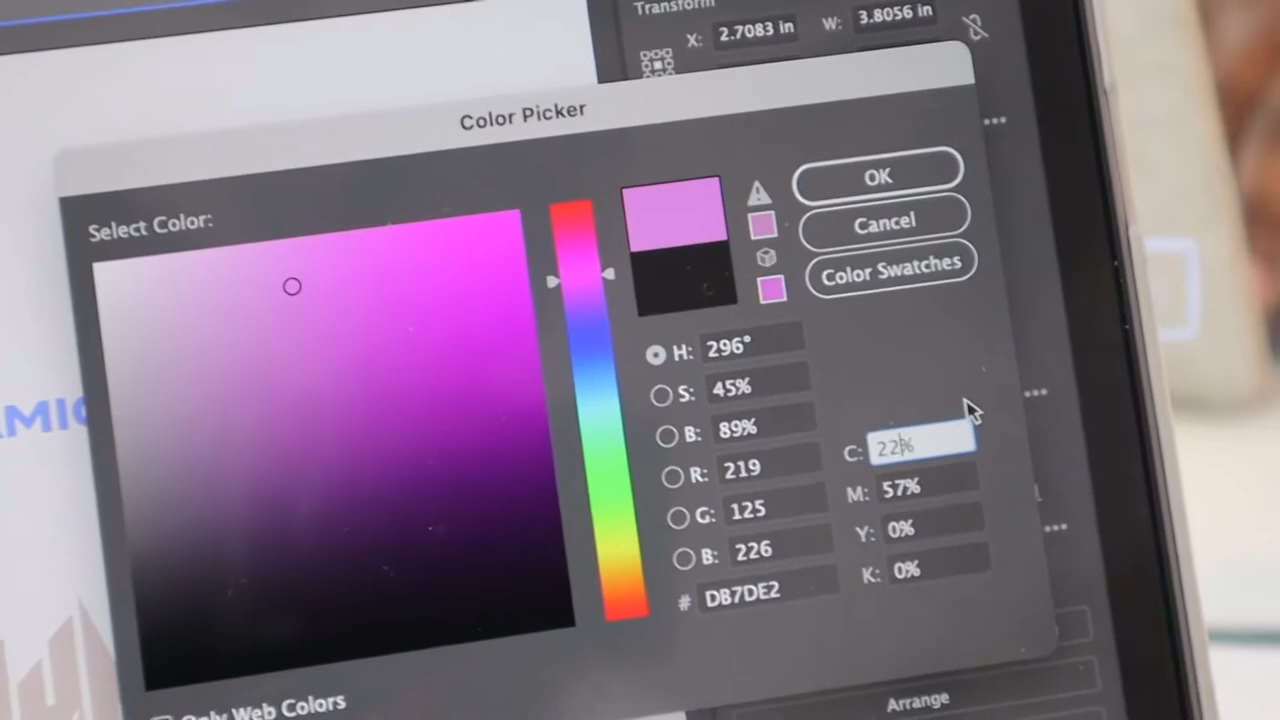 Transform
X: 2.7083 in W: 3.8056 in
Color Picker
Select Color:
OK
Cancel
Color Swatches
H: 296°
S: 45%
B: 89%
R: 219
G: 125
B: 226
# DB7DE2
C: 22%
M: 57%
Y: 0%
K: 0%
Only Web Colors
Arrange